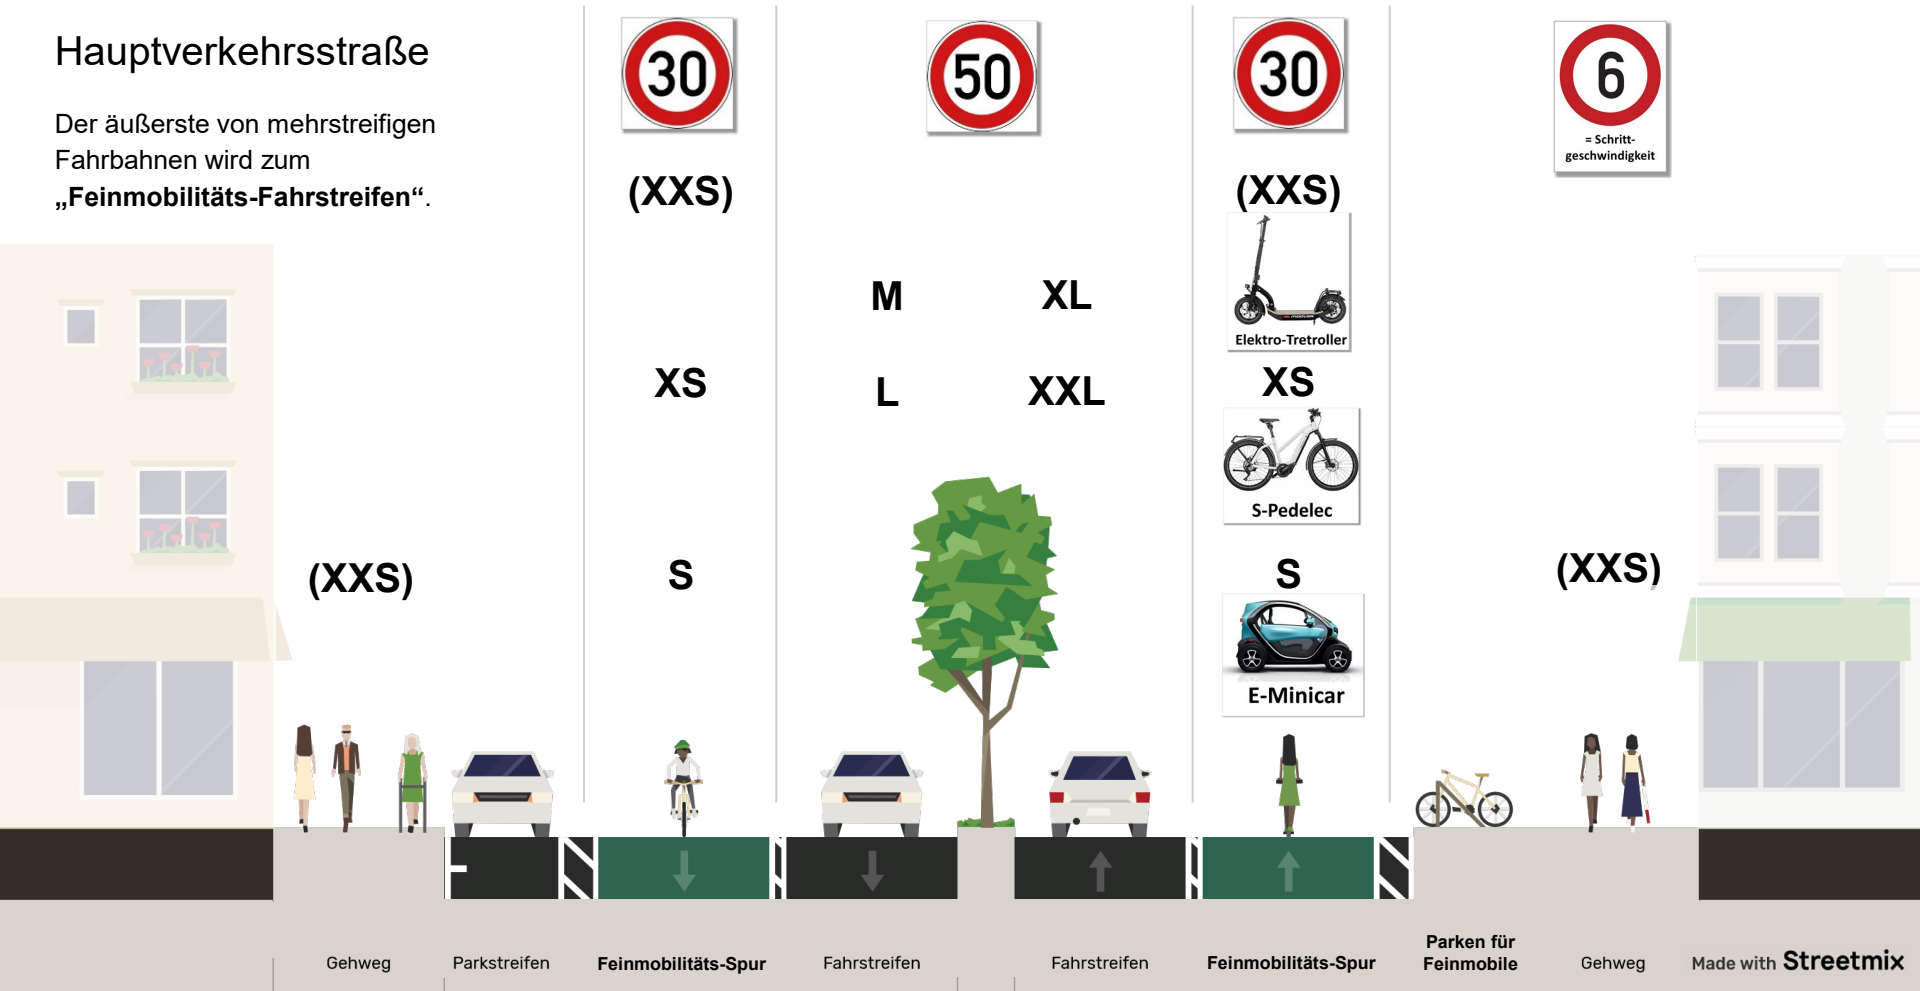 Hauptverkehrsstraße
Der äußerste von mehrstreifigen
Fahrbahnen wird zum
„Feinmobilitäts-Fahrstreifen“.
30
50
30
6
= Schritt-
geschwindigkeit
(XXS)
(XXS)
Elektro-Tretroller
M
XL
XS
L
XXL
XS
S-Pedelec
(XXS)
S
S
(XXS)
E-Minicar
Gehweg
Parkstreifen
Feinmobilitäts-Spur
Fahrstreifen
Fahrstreifen
Feinmobilitäts-Spur
Parken für
Feinmobile
Gehweg
Made with Streetmix